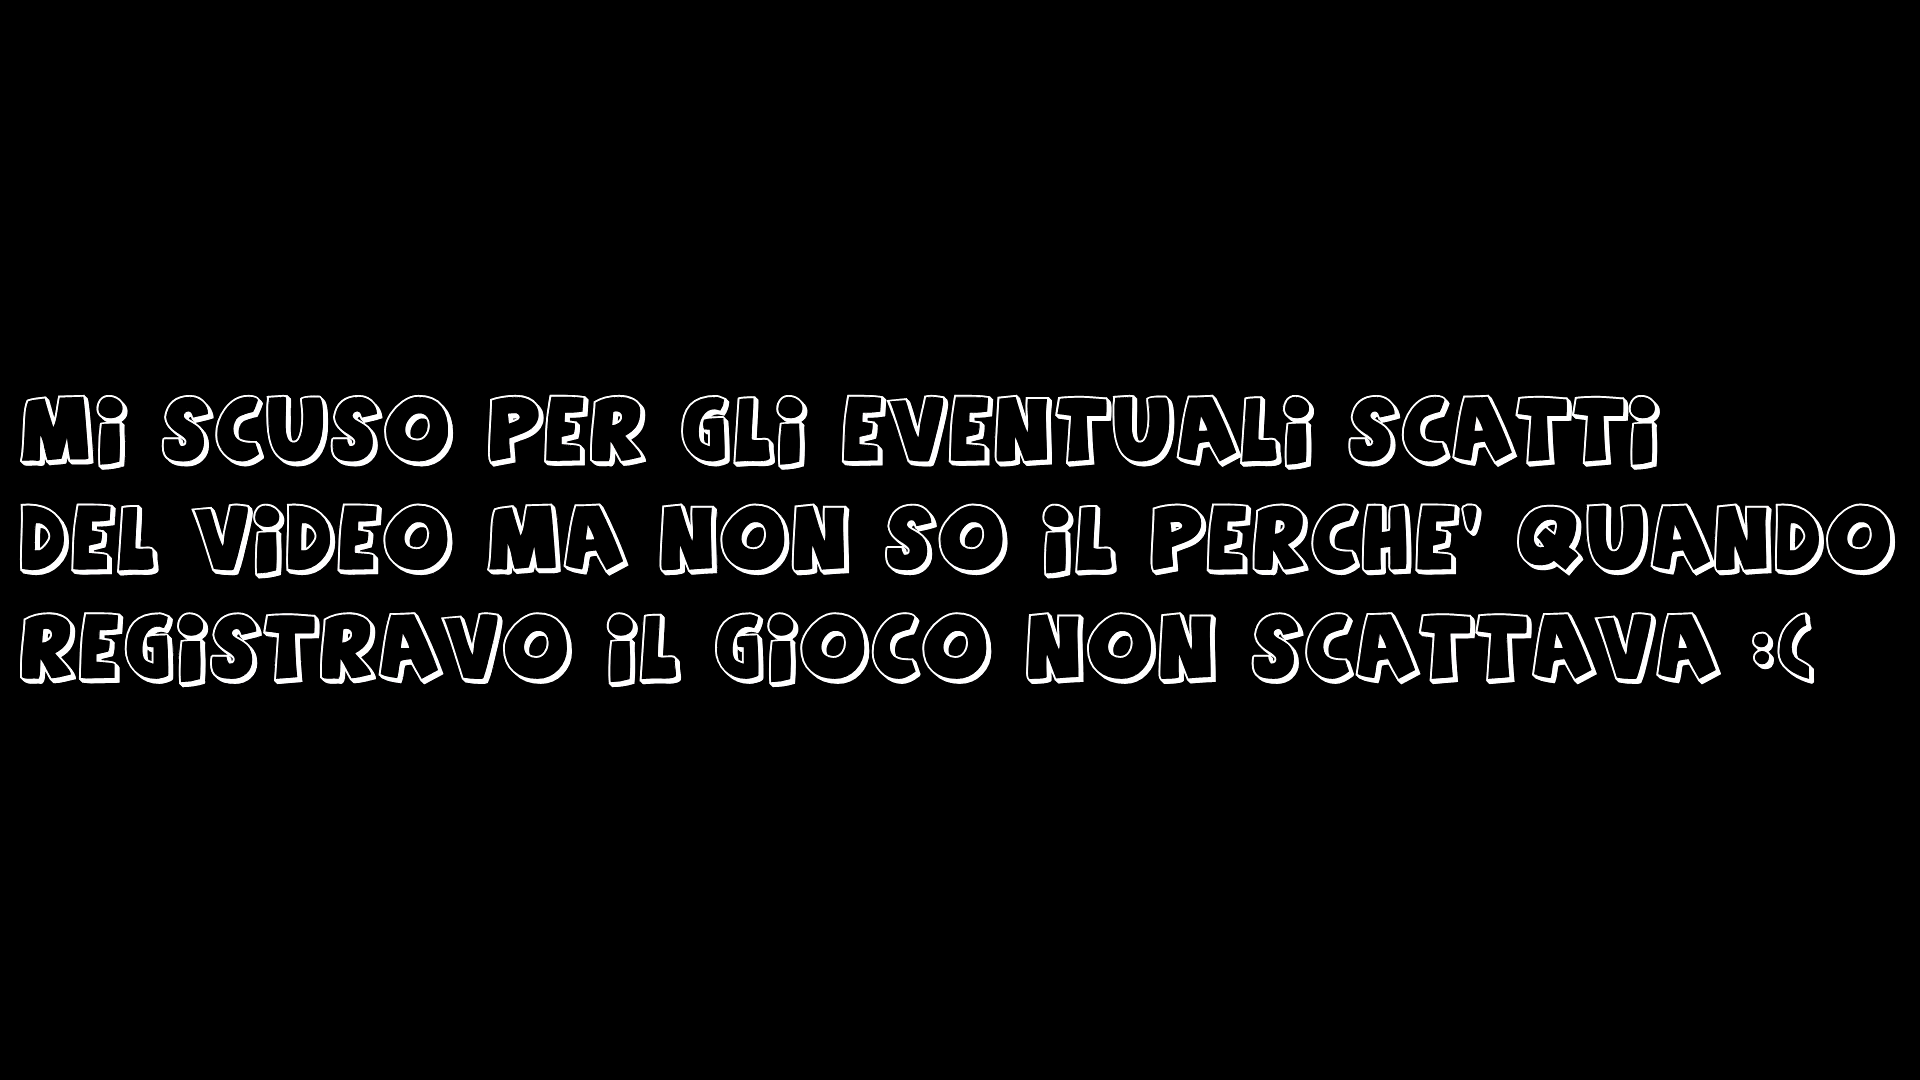 Mi SCUSO PER GLi EVENTUALi SCATTi
DEL ViDEO MA NON SO iL PERCHE' QUANDO
REGiSTRAVO iL GiOCO NON SCATTAVA :(